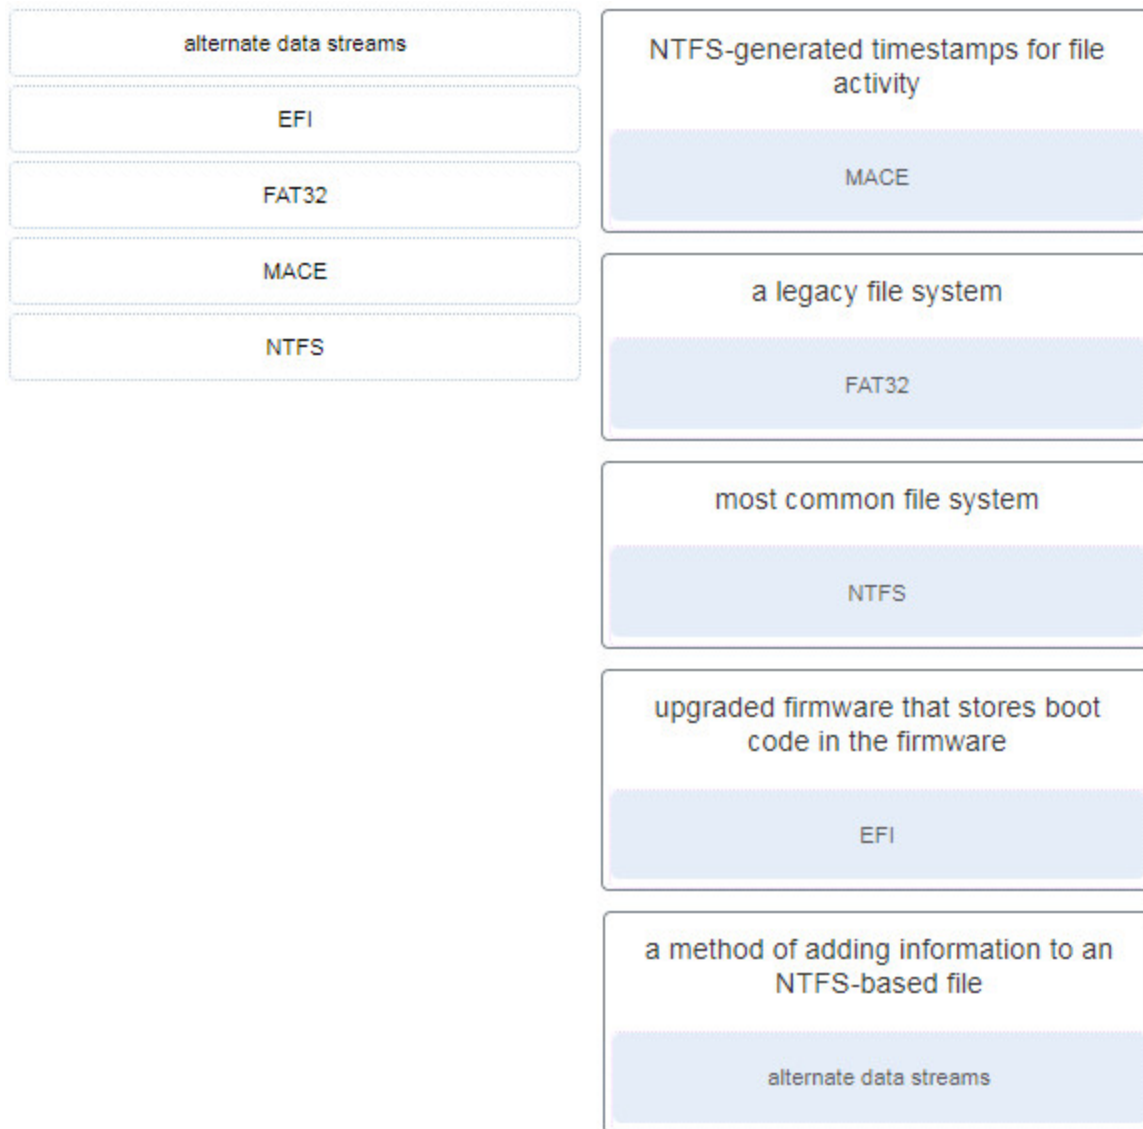 alternate data streams
EFI
FAT32
MACE
NTFS
NTFS-generated timestamps for file
activity
MACE
a legacy file system
FAT32
most common file system
NTFS
upgraded firmware that stores boot
code in the firmware
EFI
a method of adding information to an
NTFS-based file
alternate data streams